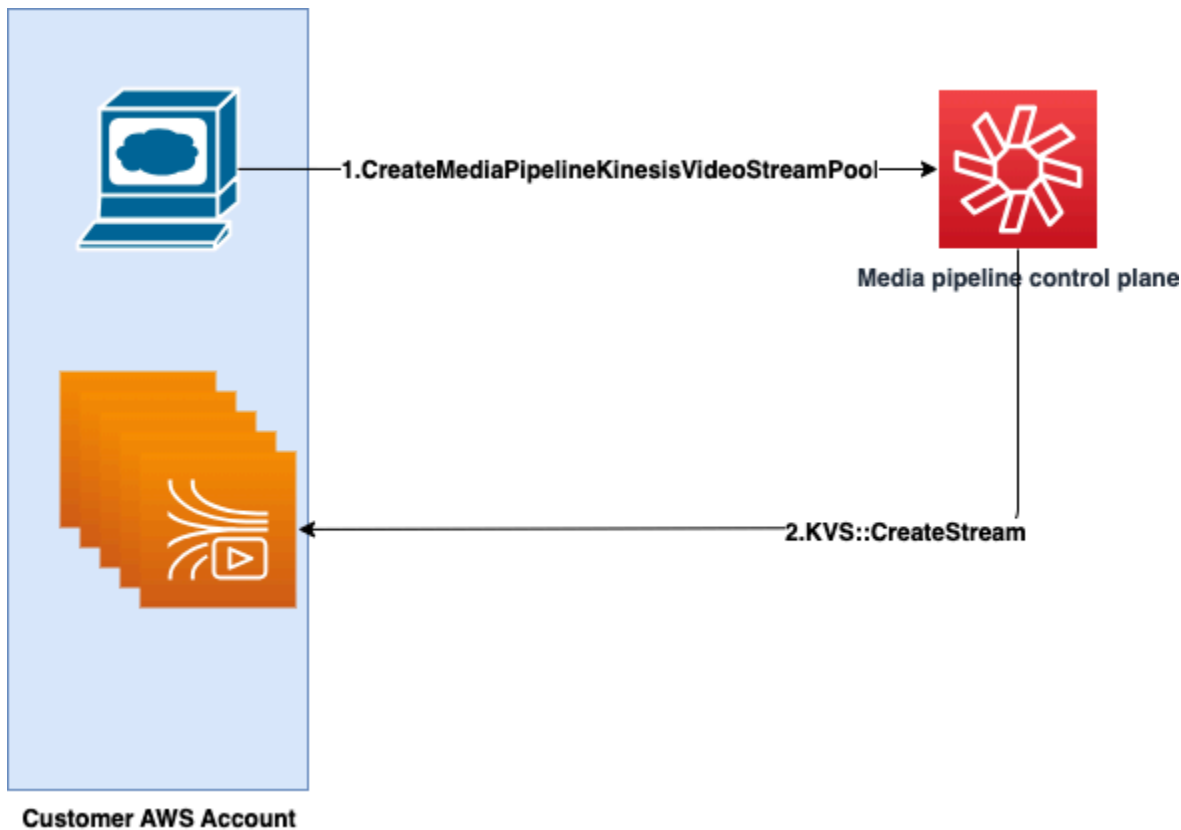 1.CreateMediaPipelineKinesisVideoStreamPool
Media pipeline control plane
2.KVS::CreateStream
Customer AWS Account